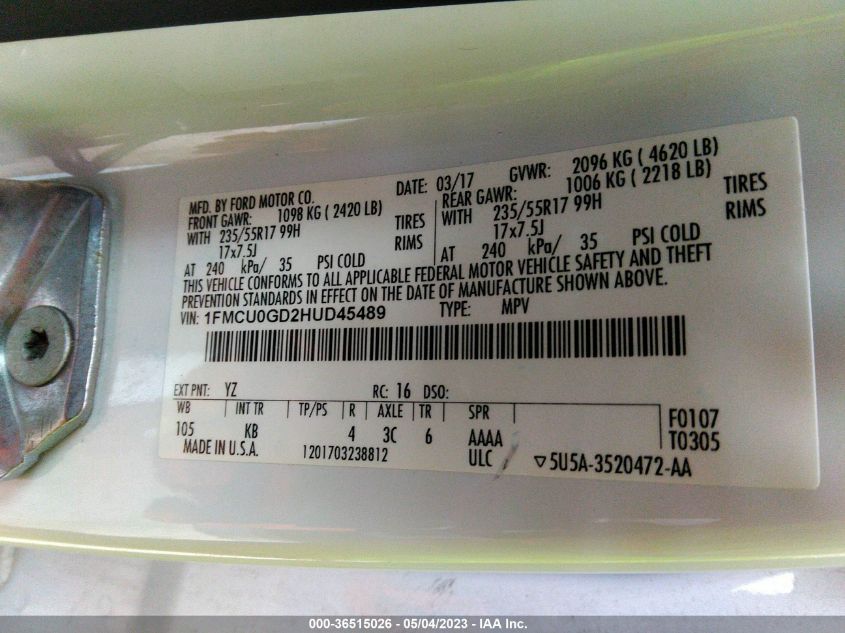 MFD. BY FORD MOTOR CO. DATE: 03/17 GVWR: 2096 KG ( 4620 LB)
FRONT GAWR: 1098 KG ( 2420 LB) REAR GAWR: 1006 KG ( 2218 LB)
WITH 235/55R17 99H TIRES WITH 235/55R17 99H TIRES
17x7.5J RIMS 17x7.5J RIMS
AT 240 kPa/ 35 PSI COLD AT 240 kPa/ 35 PSI COLD
THIS VEHICLE CONFORMS TO ALL APPLICABLE FEDERAL MOTOR VEHICLE SAFETY AND THEFT
PREVENTION STANDARDS IN EFFECT ON THE DATE OF MANUFACTURE SHOWN ABOVE.
VIN: 1FMCU0GD2HUD45489 TYPE: MPV
EXT PNT: YZ RC: 16 DSO:
WB INT TR TP/PS R AXLE TR SPR F0107
105 KB 4 3C 6 AAAA T0305
MADE IN U.S.A. 1201703238812 ULC ▽5U5A-3520472-AA
000-36515026 - 05/04/2023 - IAA Inc.